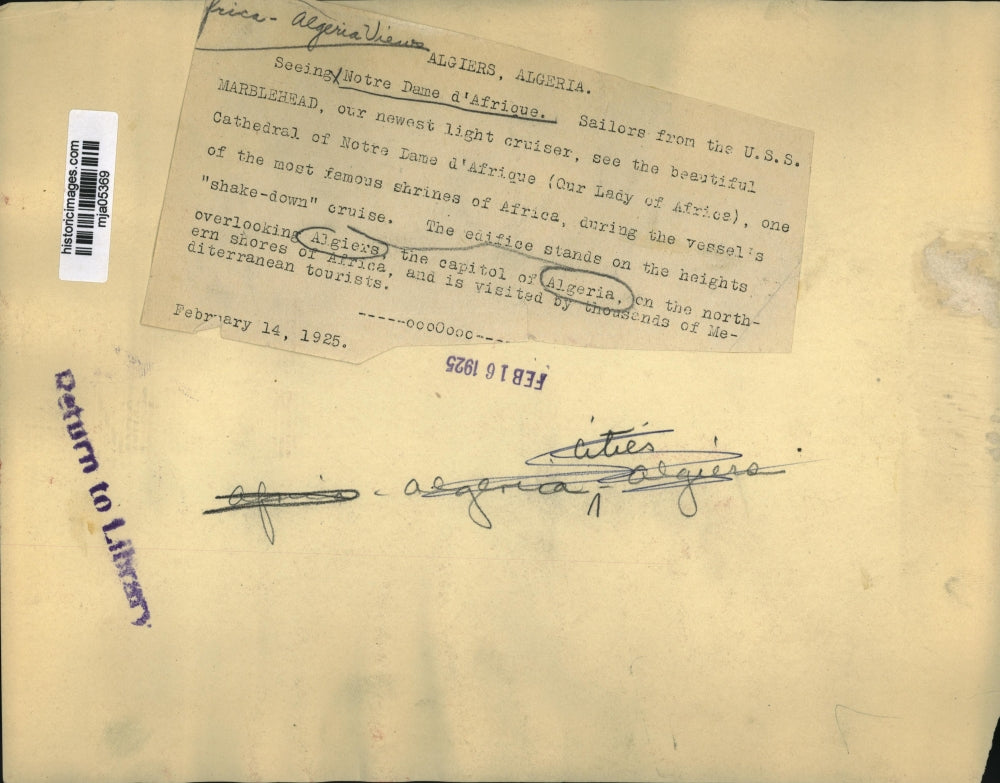 frica - Algeria Views
ALGIERS, ALGERIA.
Seeing Notre Dame d'Afrique. Sailors from the U.S.S.
MARBLEHEAD, our newest light cruiser, see the beautiful
Cathedral of Notre Dame d'Afrique (Our Lady of Africe), one
of the most famous shrines of Africa, during the vessel's
"shake-down" cruise. The edifice stands on the heights
overlooking Algiers, the capitol of Algeria, on the north-
ern shores of Africa, and is visited by thousands of Me-
diterranean tourists.
-----ooo0ooo-----
February 14, 1925.
historicimages.com
mja05369
FEB 16 1925
Return to Library
cities
africa - algerica - algiers